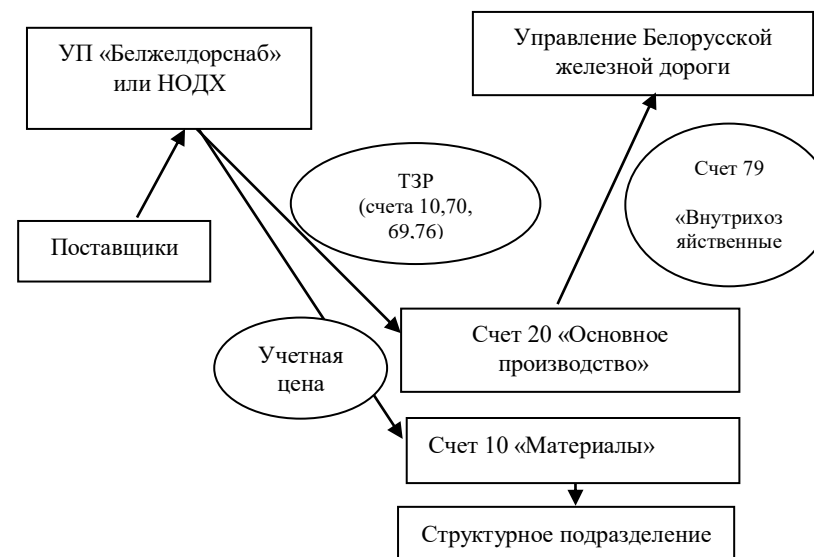 УП «Белжелдорснаб»
или НОДХ
Управление Белорусской
железной дороги
ТЗР
(счета 10,70,
69,76)
Счет 79
«Внутрихоз
яйственные
Поставщики
Счет 20 «Основное
производство»
Учетная
цена
Счет 10 «Материалы»
Структурное подразделение